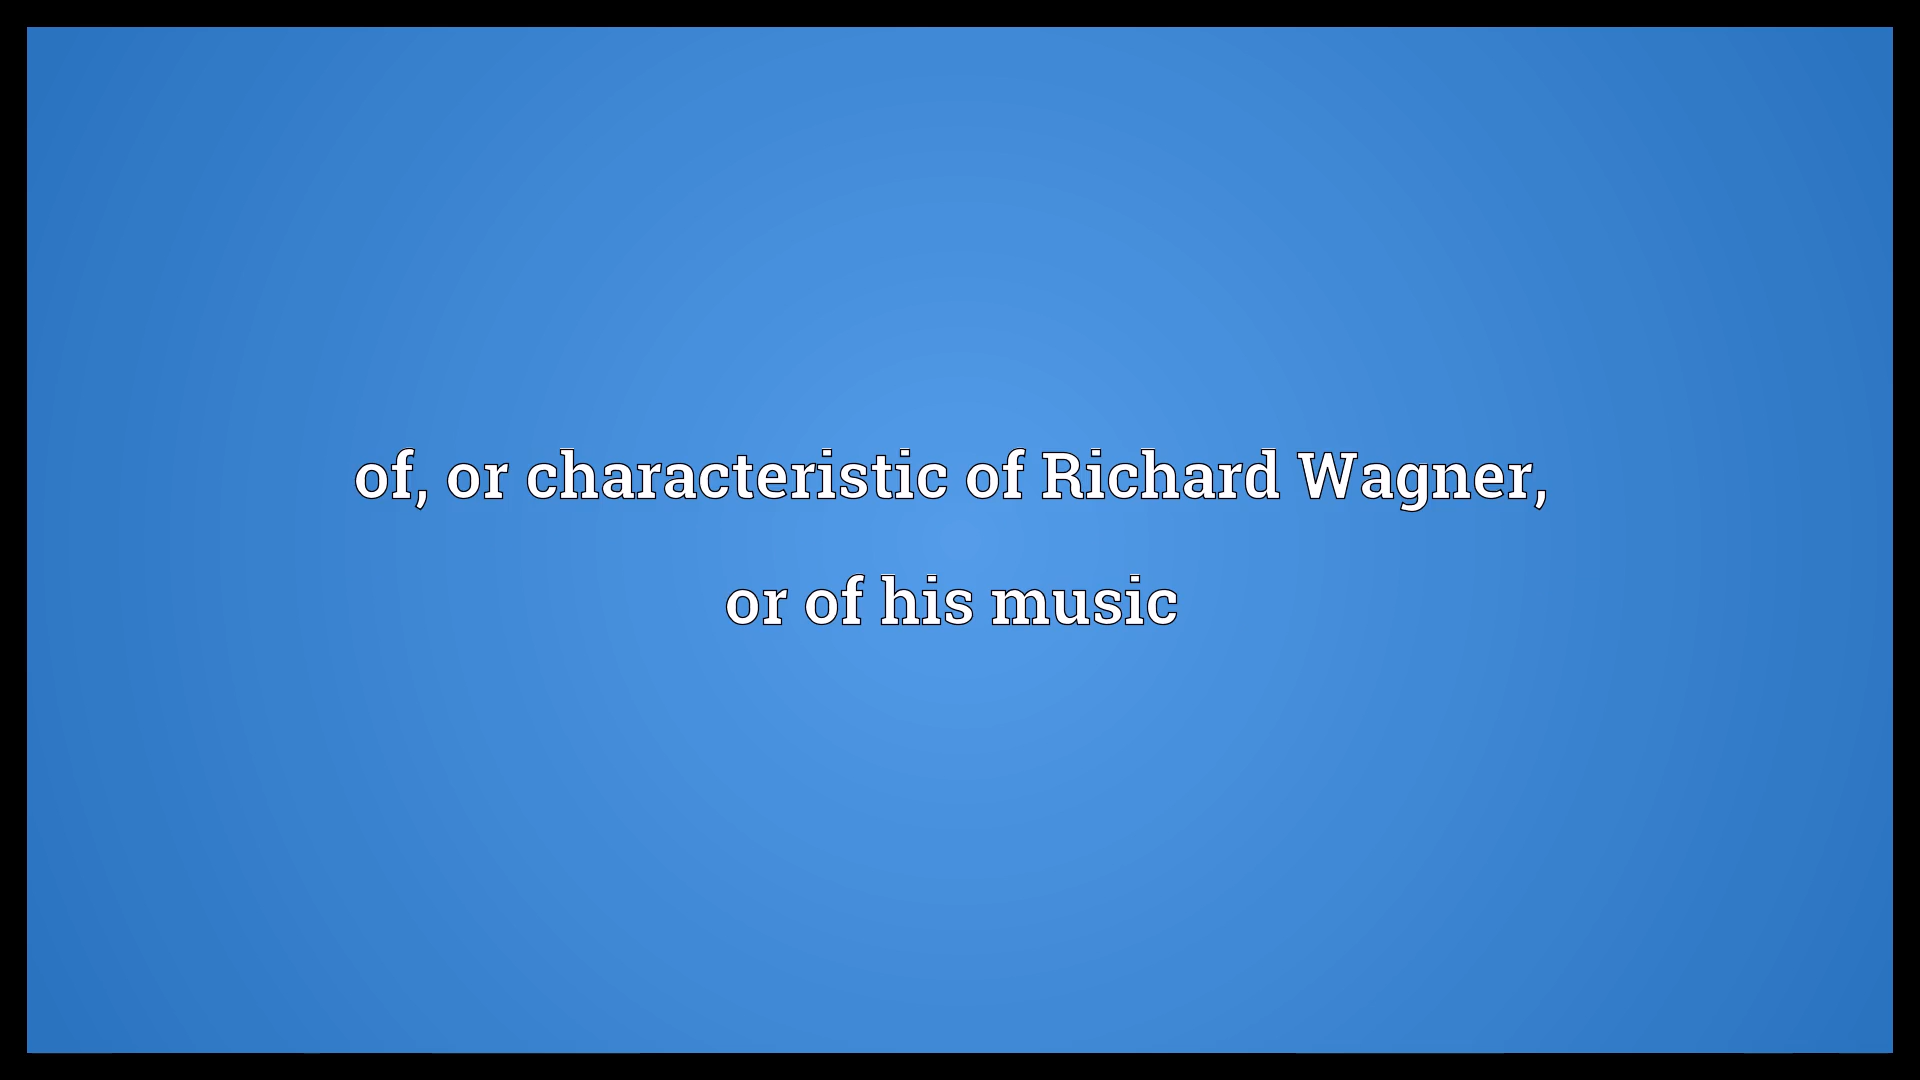 of, or characteristic of Richard Wagner,
or of his music